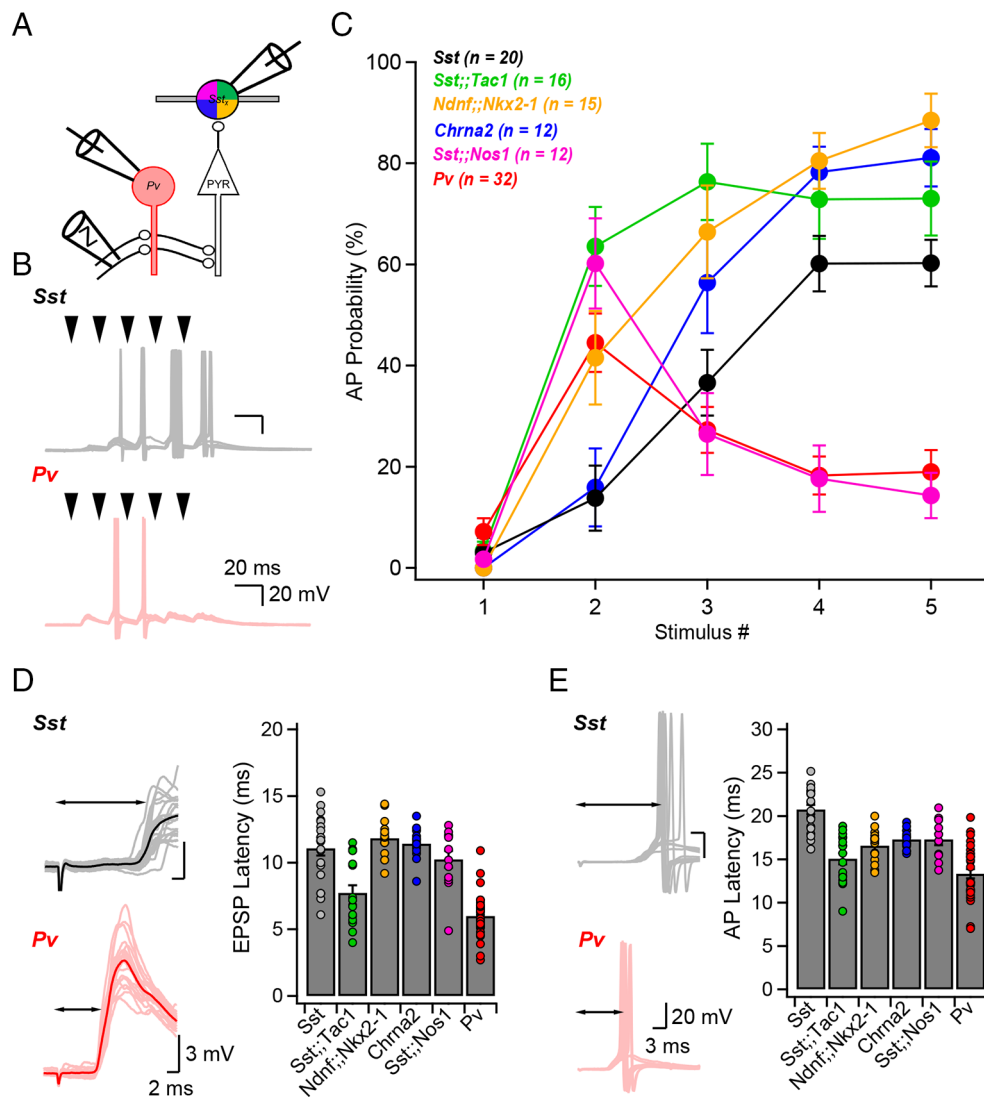 A
Sstx
Pv
PYR
B
Sst
Pv
20 ms
20 mV
C
Sst (n = 20)
Sst;;Tac1 (n = 16)
Ndnf;;Nkx2-1 (n = 15)
Chrna2 (n = 12)
Sst;;Nos1 (n = 12)
Pv (n = 32)
AP Probability (%)
100
80
60
40
20
0
1 2 3 4 5
Stimulus #
D
Sst
Pv
3 mV
2 ms
EPSP Latency (ms)
20
15
10
5
0
Sst
Sst;;Tac1
Ndnf;;Nkx2-1
Chrna2
Sst;;Nos1
Pv
E
Sst
Pv
20 mV
3 ms
AP Latency (ms)
30
25
20
15
10
5
0
Sst
Sst;;Tac1
Ndnf;;Nkx2-1
Chrna2
Sst;;Nos1
Pv